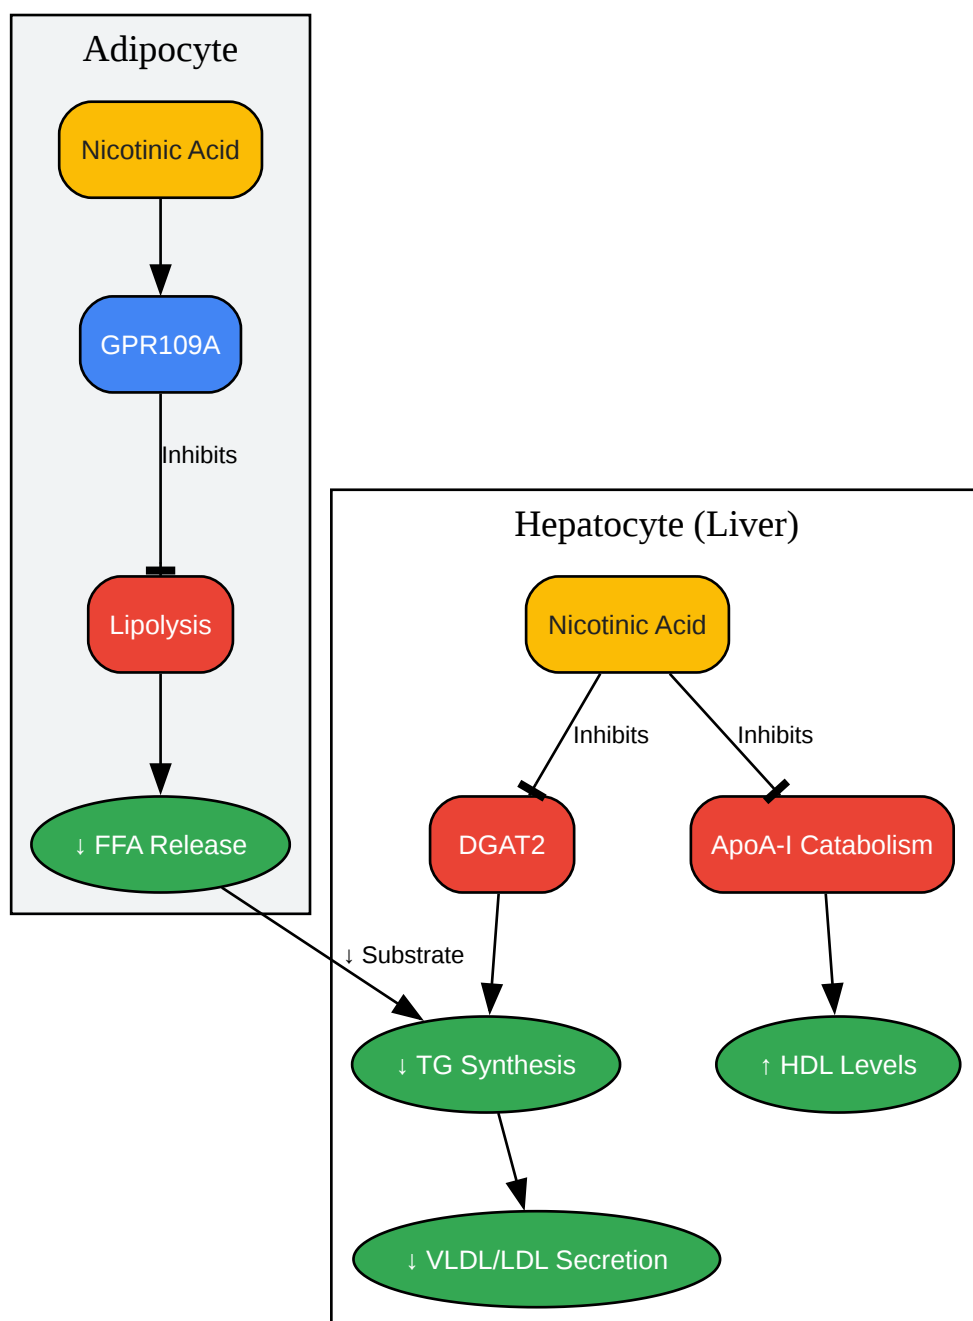 Adipocyte
Nicotinic Acid
GPR109A
Inhibits
Lipolysis
↓ FFA Release
↓ Substrate
Hepatocyte (Liver)
Nicotinic Acid
Inhibits
Inhibits
DGAT2
ApoA-I Catabolism
↓ TG Synthesis
↑ HDL Levels
↓ VLDL/LDL Secretion